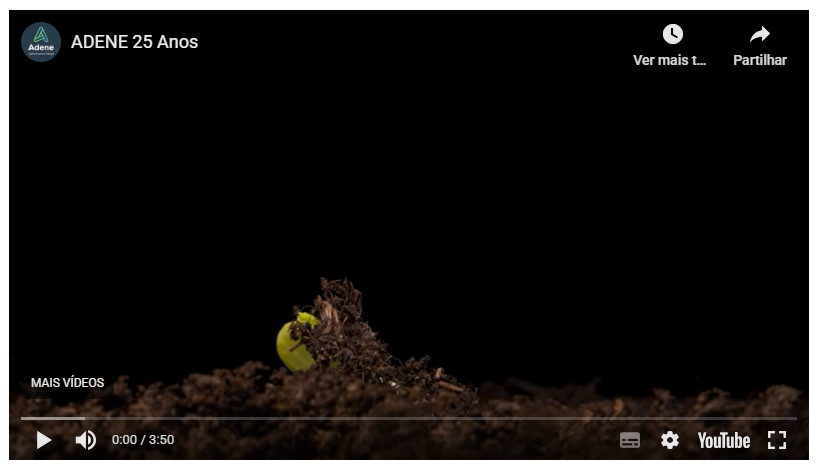 Adene
ADENE 25 Anos
Ver mais t...
Partilhar
MAIS VÍDEOS
0:00 / 3:50
YouTube